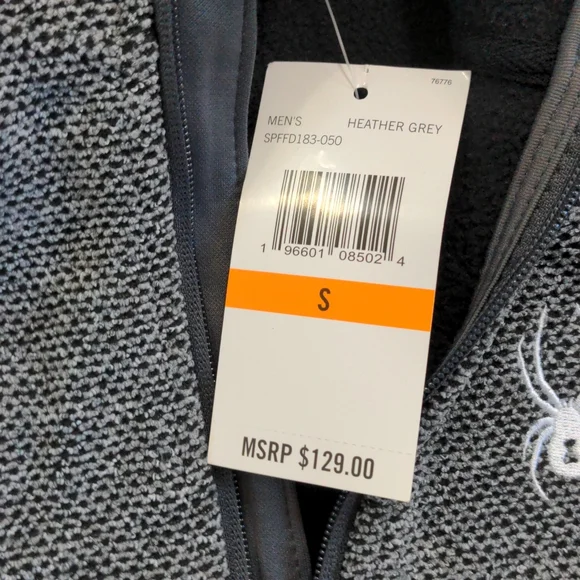 76776
MEN'S HEATHER GREY
SPFFD183-050
1 96601 08502 4
S
MSRP $129.00